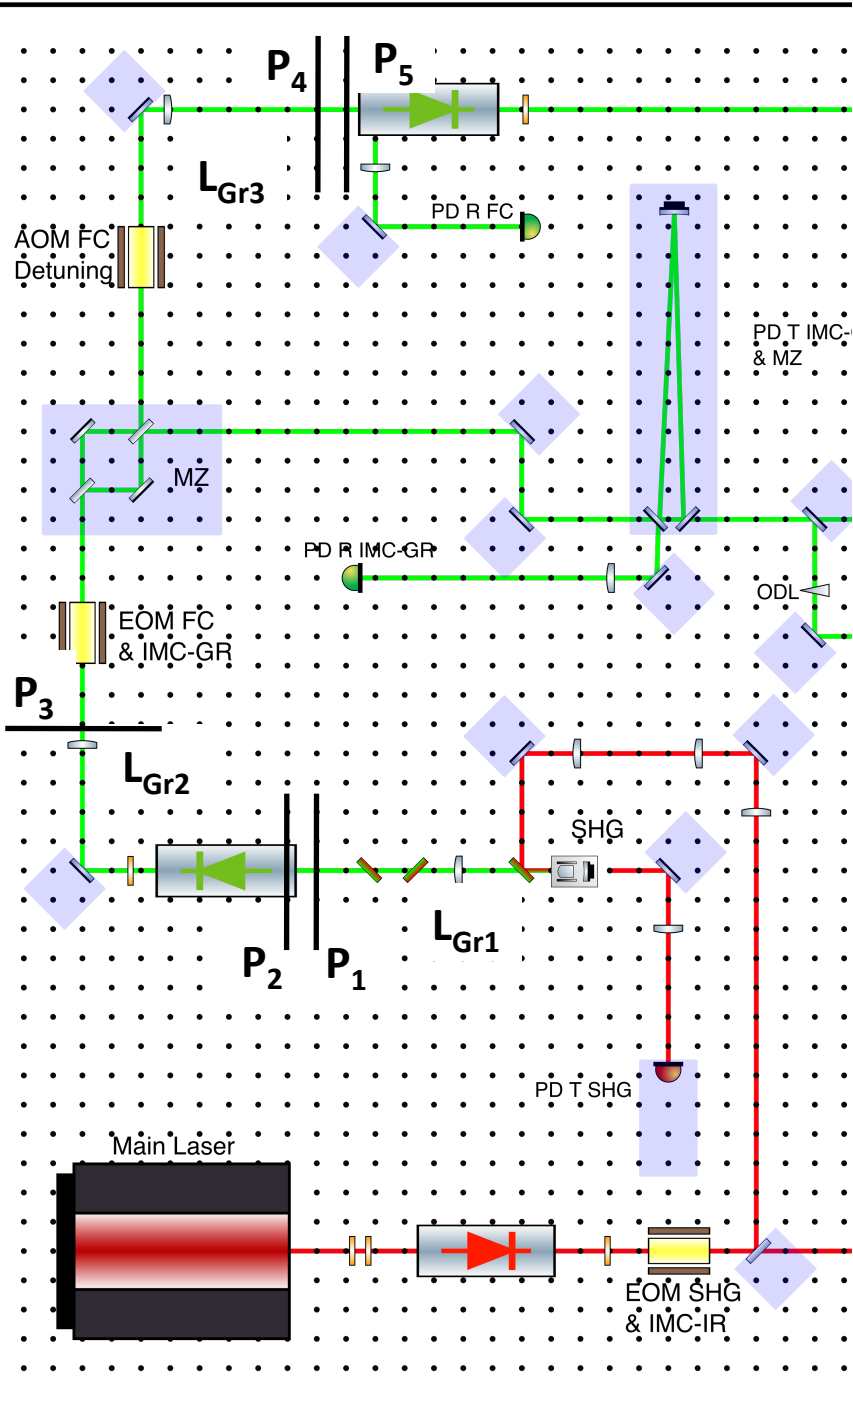 P4
P5
LGr3
PD R FC
AOM FC
Detuning
PD T IMC-
& MZ
MZ
PD R IMC-GR
ODL
EOM FC
& IMC-GR
P3
LGr2
SHG
LGr1
P2
P1
PD T SHG
Main Laser
EOM SHG
& IMC-IR